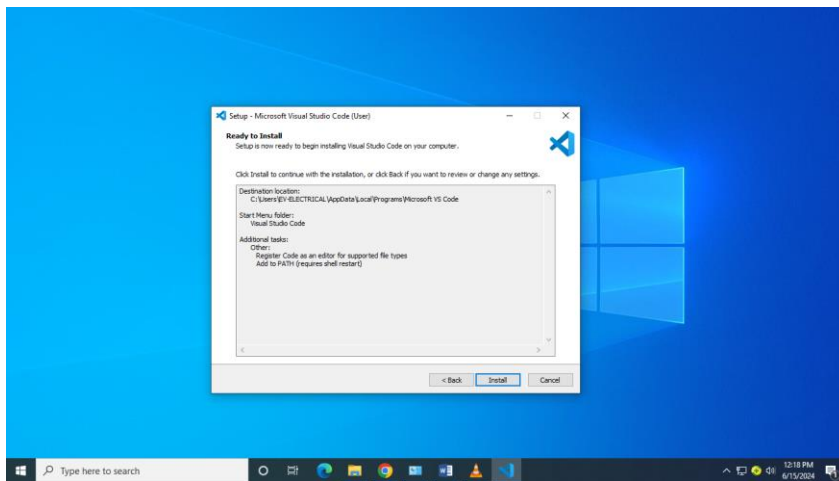 Setup - Microsoft Visual Studio Code (User)
Ready to Install
Setup is now ready to begin installing Visual Studio Code on your computer.
Click Install to continue with the installation, or click Back if you want to review or change any settings.
Destination location:
C:\Users\EY-ELECTRICAL\AppData\Local\Programs\Microsoft VS Code
Start Menu folder:
Visual Studio Code
Additional tasks:
Other:
Register Code as an editor for supported file types
Add to PATH (requires shell restart)
< Back Install Cancel
Type here to search
12:18 PM
6/15/2024